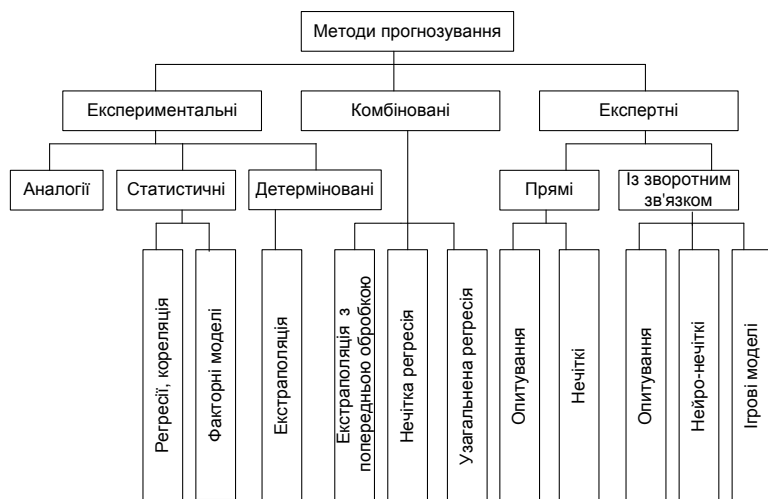 Методи прогнозування
Експериментальні
Комбіновані
Експертні
Аналогії
Статистичні
Детерміновані
Прямі
Із зворотним
зв'язком
Регресії, кореляція
Факторні моделі
Екстраполяція
Екстраполяція з
попередньою обробкою
Нечітка регресія
Узагальнена регресія
Опитування
Нечіткі
Опитування
Нейро-нечіткі
Ігрові моделі